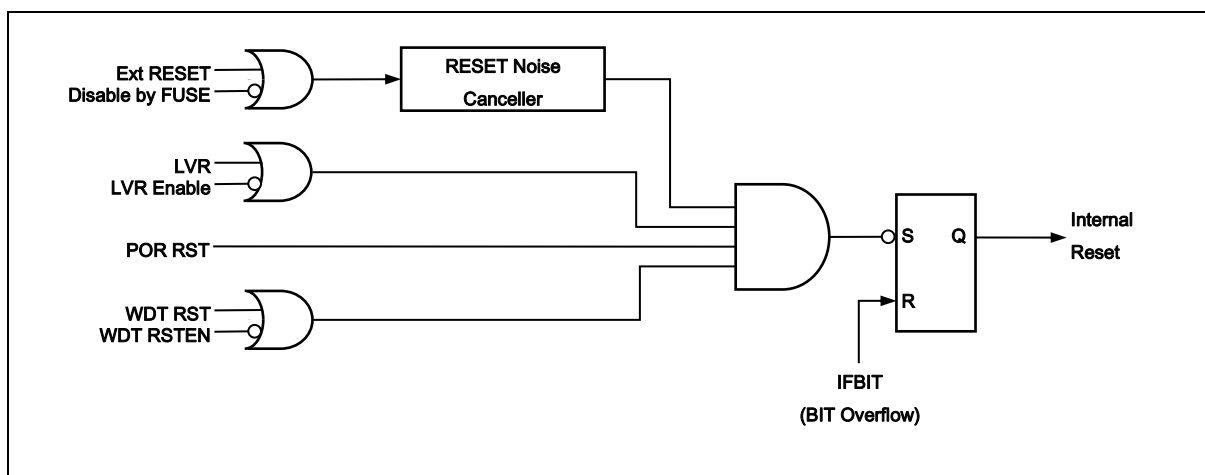 Ext RESET
Disable by FUSE
RESET Noise
Canceller
LVR
LVR Enable
POR RST
WDT RST
WDT RSTEN
S
Q
R
Internal
Reset
IFBIT
(BIT Overflow)